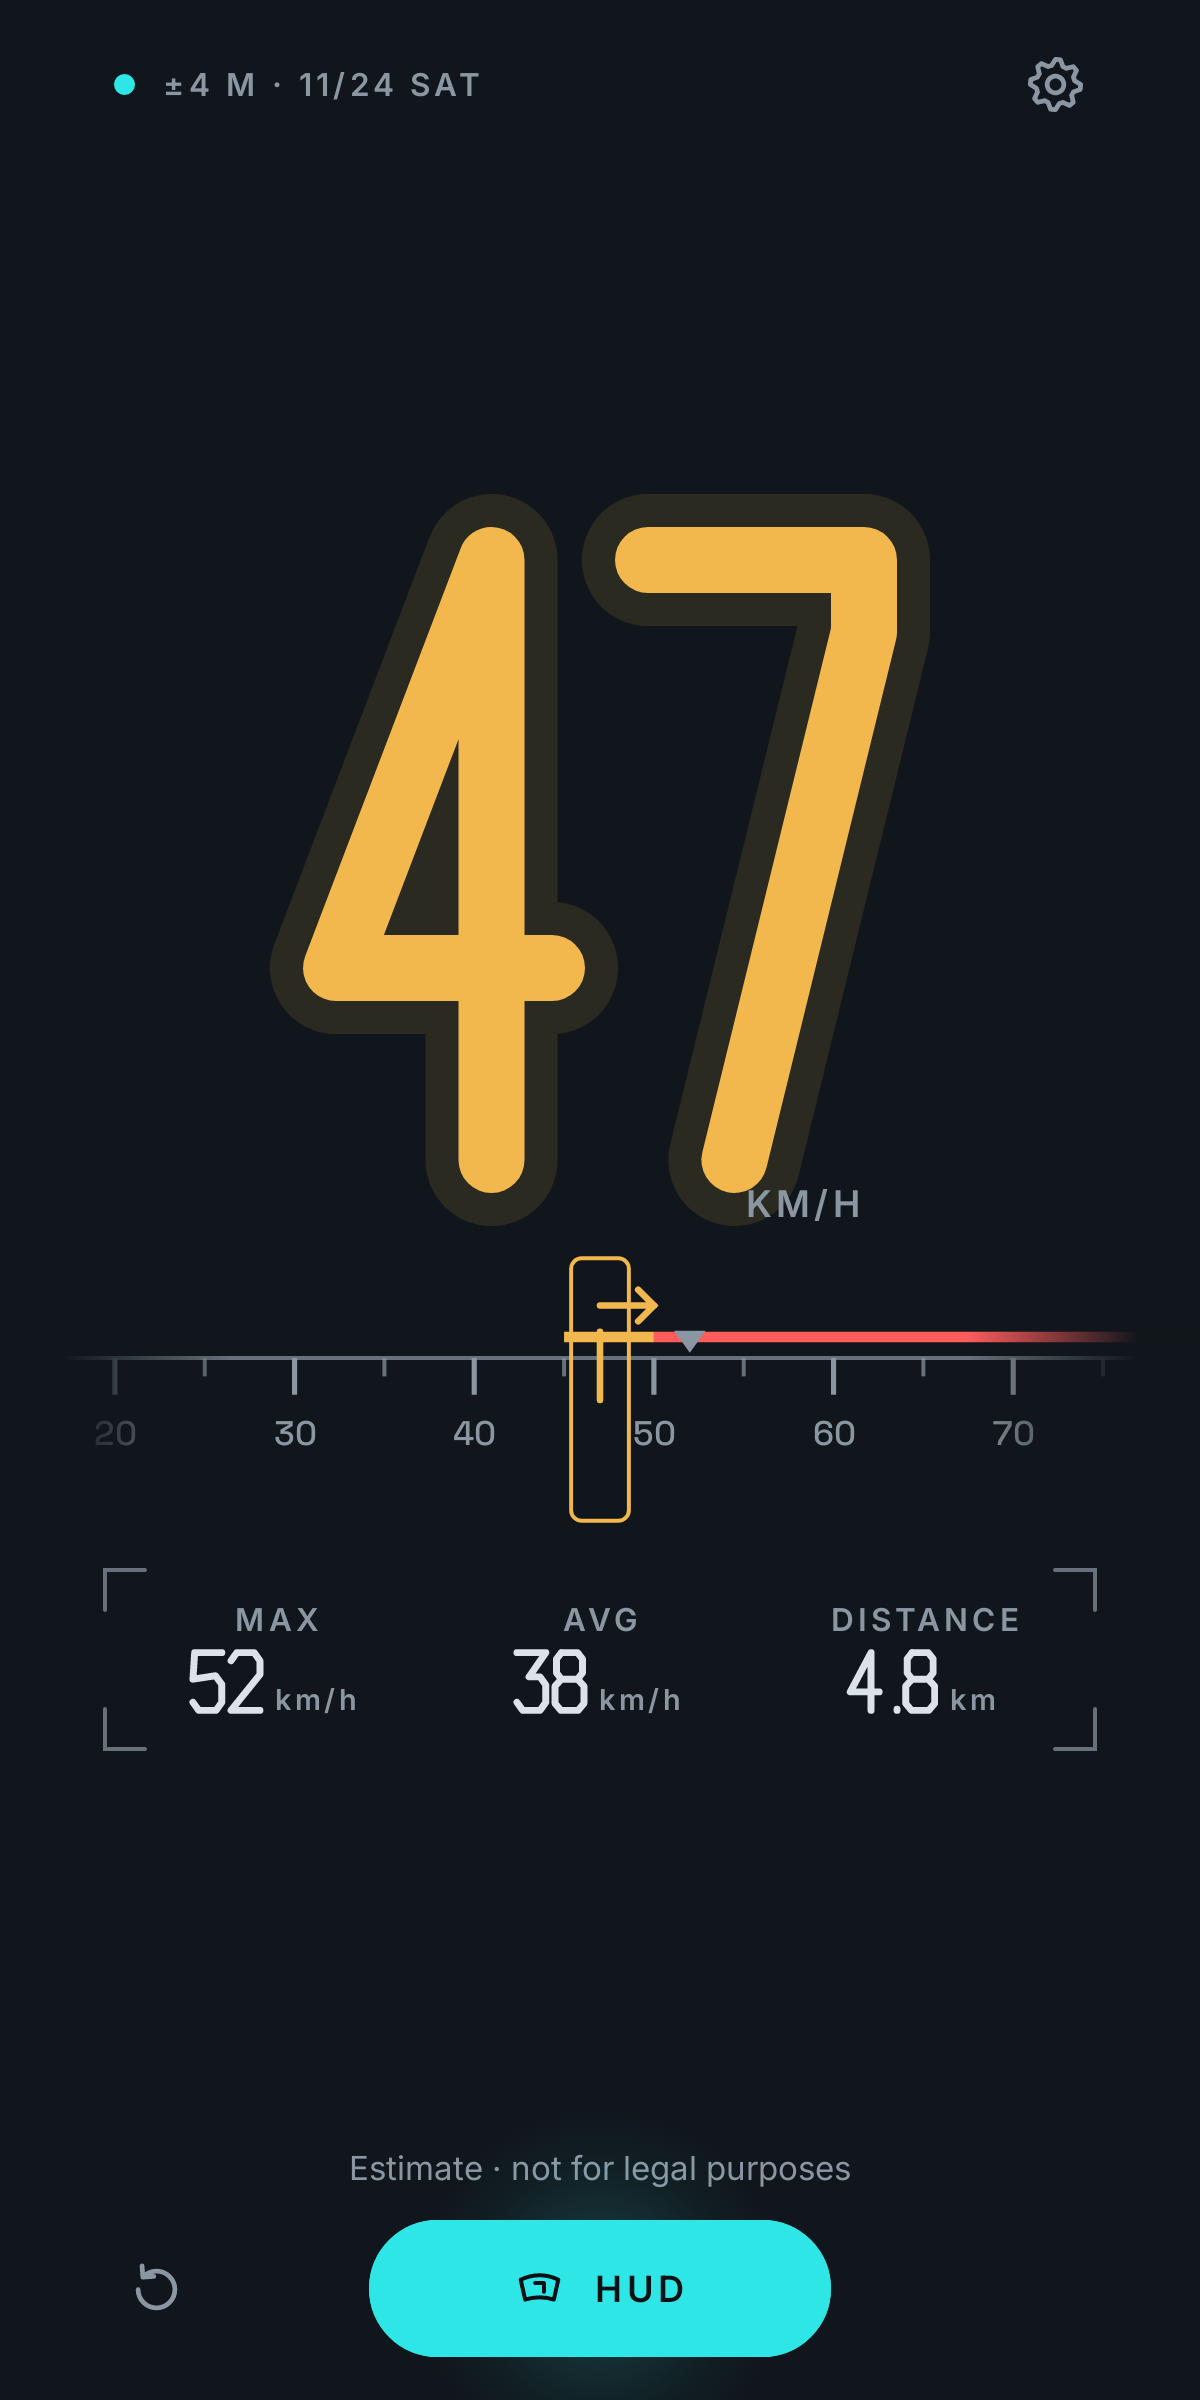 ±4 M · 11/24 SAT
47
KM/H
20 30 40 50 60 70
MAX AVG DISTANCE
52 km/h 38 km/h 4.8 km
Estimate · not for legal purposes
HUD